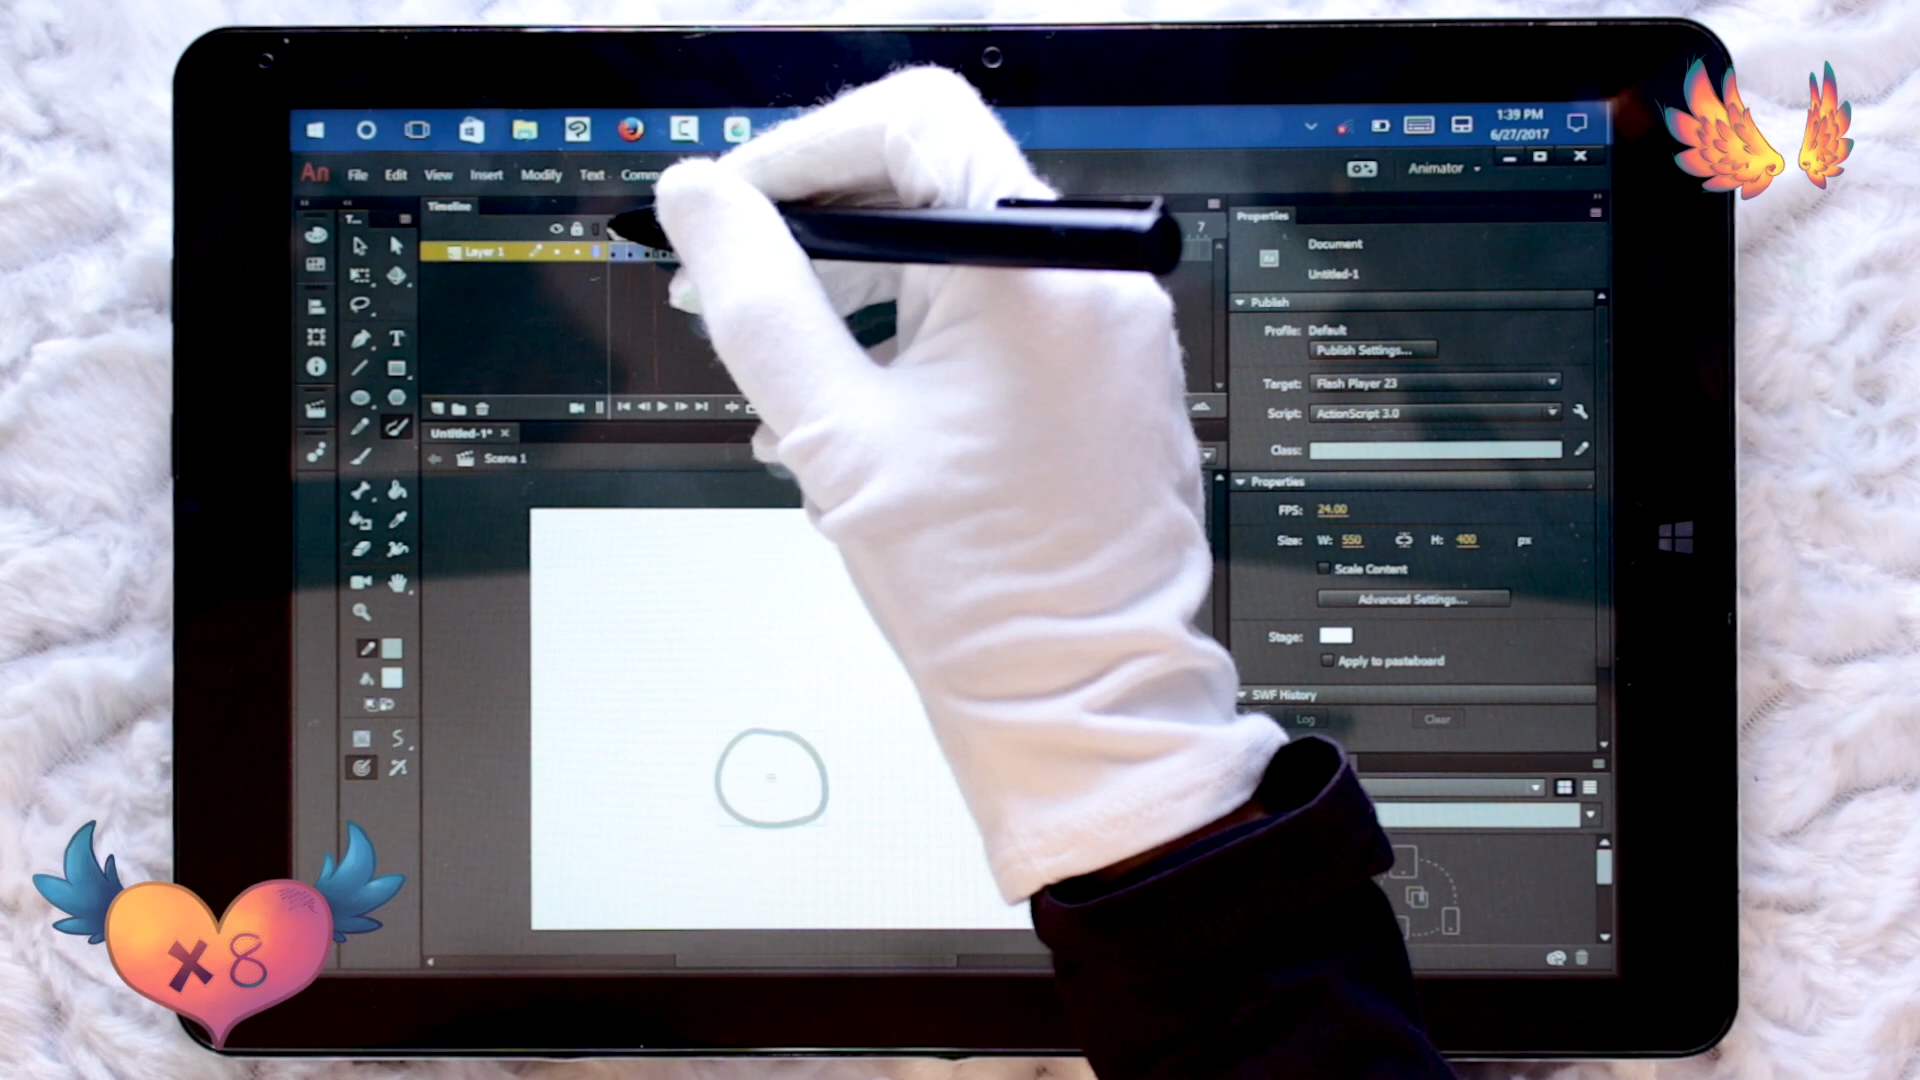 1:39 PM
6/27/2017
An File Edit View Insert Modify Text
Animator
Timeline
7
Layer 1
Untitled-1* ×
Scene 1
Properties
Document
Untitled-1
Publish
Profile: Default
Publish Settings...
Target: Flash Player 23
Script: ActionScript 3.0
Class:
Properties
FPS: 24.00
Size: W: 550 H: 400 px
Scale Content
Advanced Settings...
Stage:
Apply to pasteboard
SWF History
Log Clear
x 8